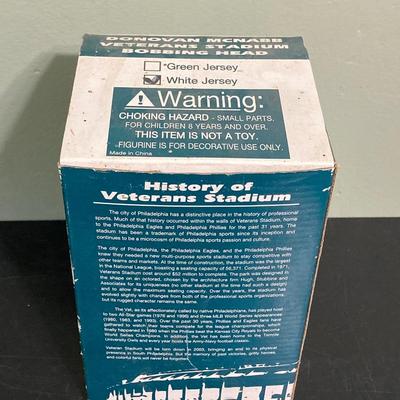 DONOVAN MCNABB
VETERANS STADIUM
BOBBING HEAD
"Green Jersey
White Jersey
Warning:
CHOKING HAZARD - SMALL PARTS.
FOR CHILDREN 8 YEARS AND OVER.
THIS ITEM IS NOT A TOY.
-FIGURINE IS FOR DECORATIVE USE ONLY.
Made in China
History of
Veterans Stadium
The city of Philadelphia has a distinctive place in the history of professional
sports. Much of that history occurred within the walls of Veterans Stadium, home
to the Philadelphia Eagles and Philadelphia Phillies for the past 31 years. The
stadium has been a trademark of Philadelphia sports since its inception and
continues to be a microcosm of Philadelphia sports passion and culture.
The city of Philadelphia, the Philadelphia Eagles, and the Philadelphia Phillies
knew they needed a new multi-purpose sports stadium to stay competitive with
other teams and markets. At the time of construction, the stadium was the largest
in the National League, boasting a seating capacity of 56,371. Completed in 1971,
Veterans Stadium cost around $52 million to complete. The park was designed in
the shape on an octorad, chosen by the architecture firm Hugh, Stubbins and
Associates for its uniqueness (no other stadium at the time had such a design)
and to allow the maximum seating capacity. Over the years, the stadium has
evolved slightly with changes from both of the professional sports organizations,
but its rugged character remains the same.
The Vet, as its affectionately called by native Philadelphians, has played host
to two All-Star games (1976 and 1996) and three MLB World Series appearances
(1980, 1983, and 1993). Over the past 30 years, Phillies and Eagles fans have
gathered to watch their teams compete for the league championships, which
finally happened in 1980 when the Phillies beat the Kansas City Royals to become
World Series Champions. In addition, the Vet has been home to the Temple
University Owls and every year hosts the Army-Navy football classic.
Veteran Stadium will be torn down in 2003, bringing an end to its physical
presence in South Philadelphia. But the memory of past victories, gritty heroes,
and colorful fans will never be forgotten.